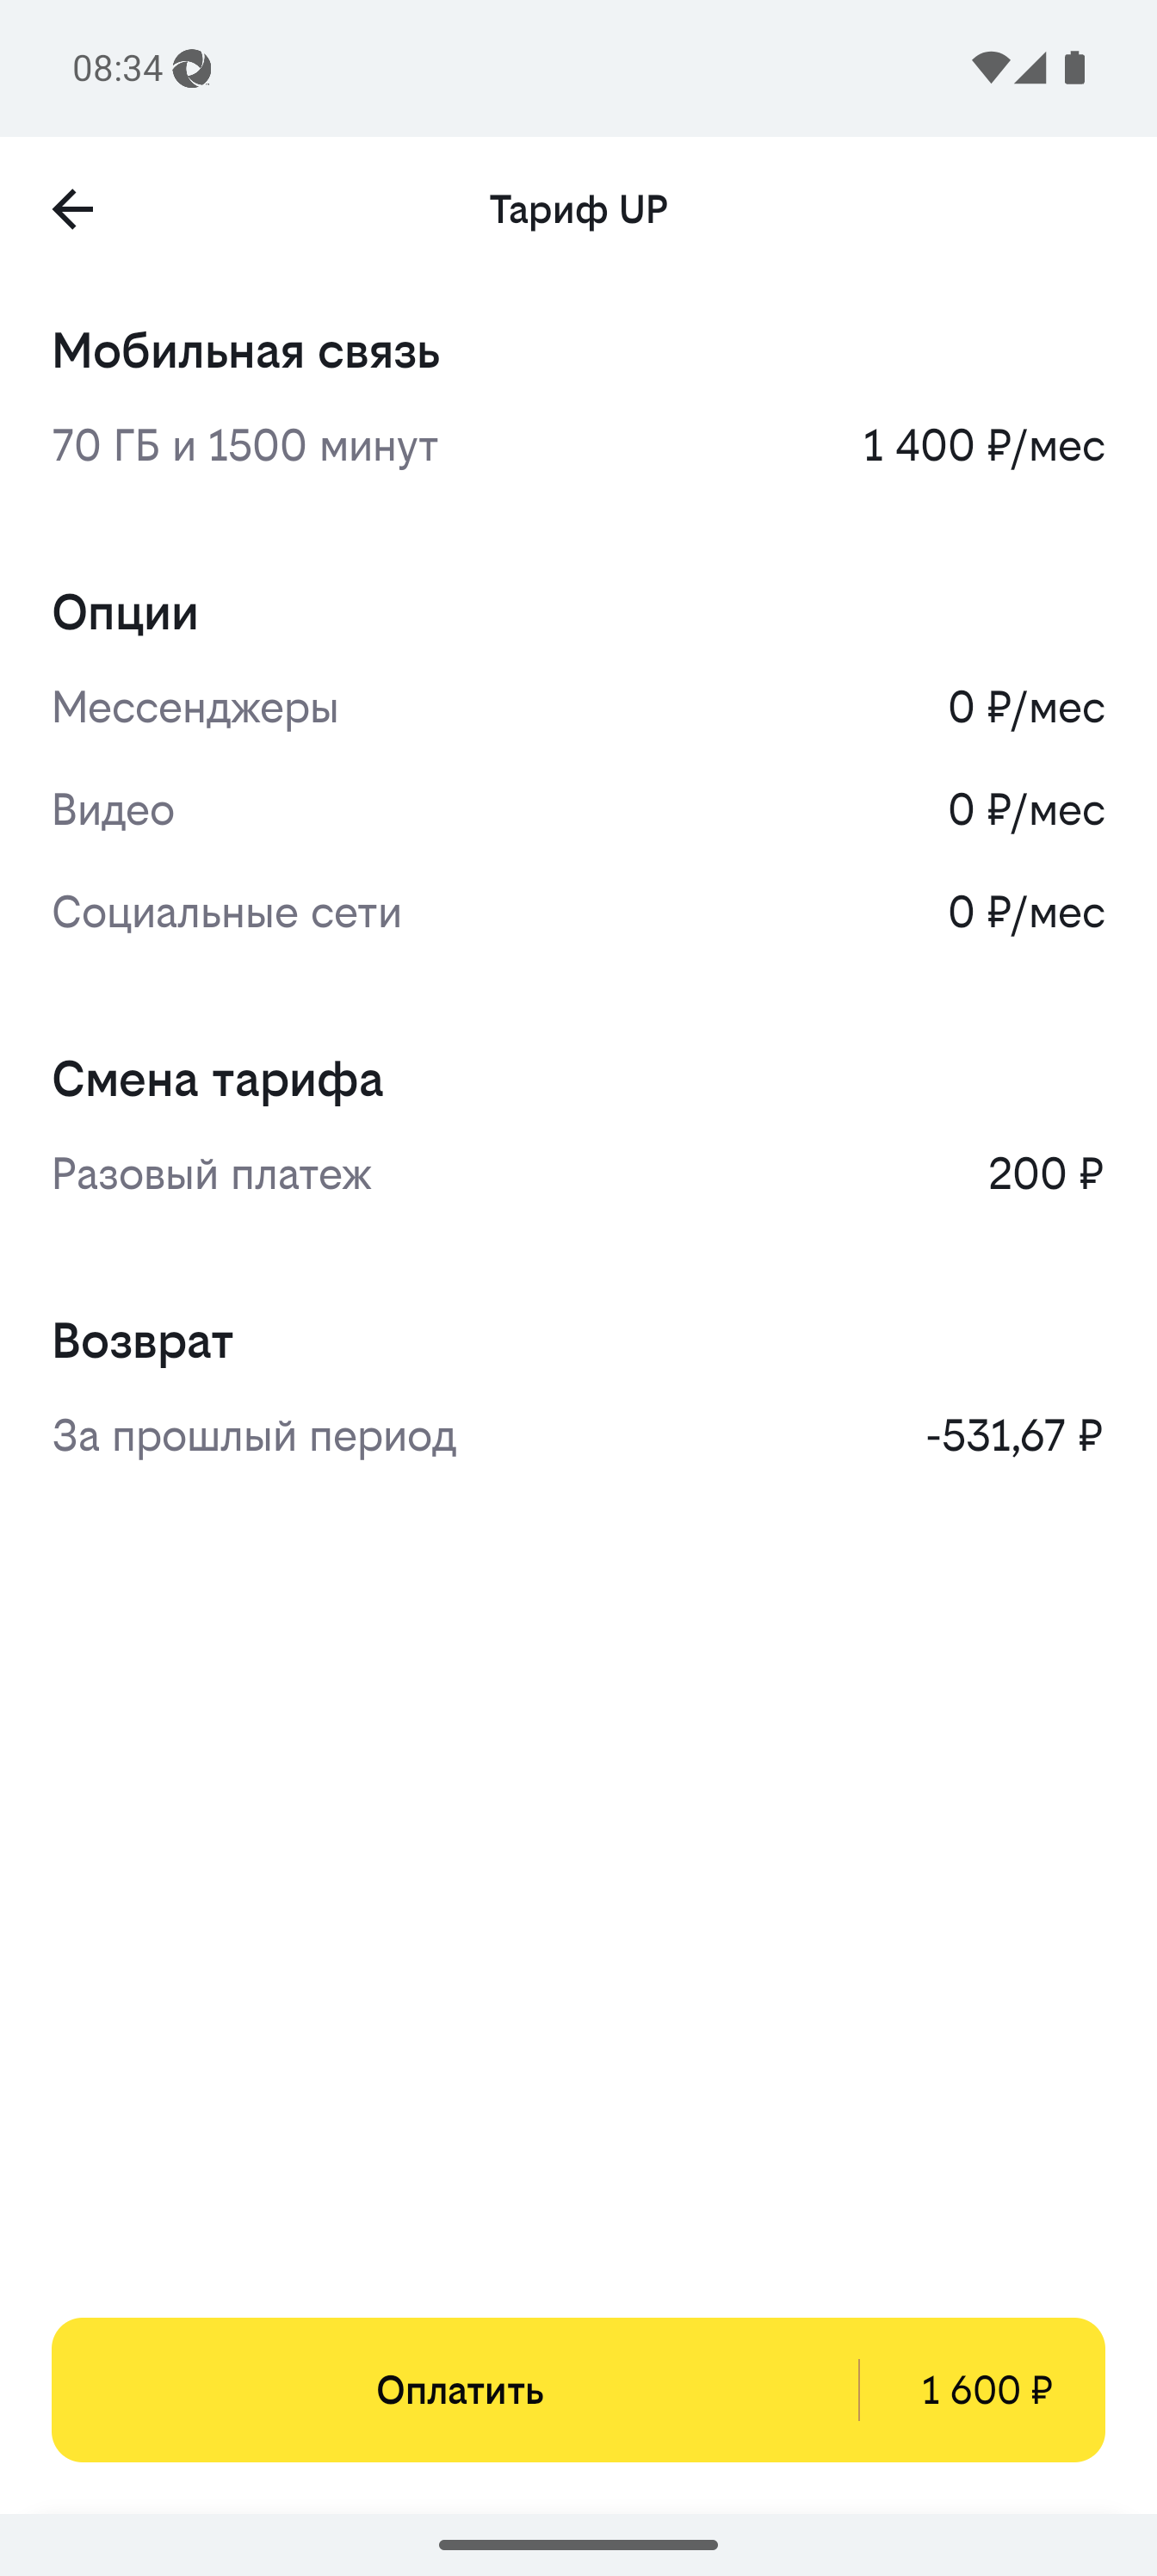 08:34
Тариф UP
Мобильная связь
70 ГБ и 1500 минут 1 400 ₽/мес
Опции
Мессенджеры 0 ₽/мес
Видео 0 ₽/мес
Социальные сети 0 ₽/мес
Смена тарифа
Разовый платеж 200 ₽
Возврат
За прошлый период -531,67 ₽
Оплатить 1 600 ₽